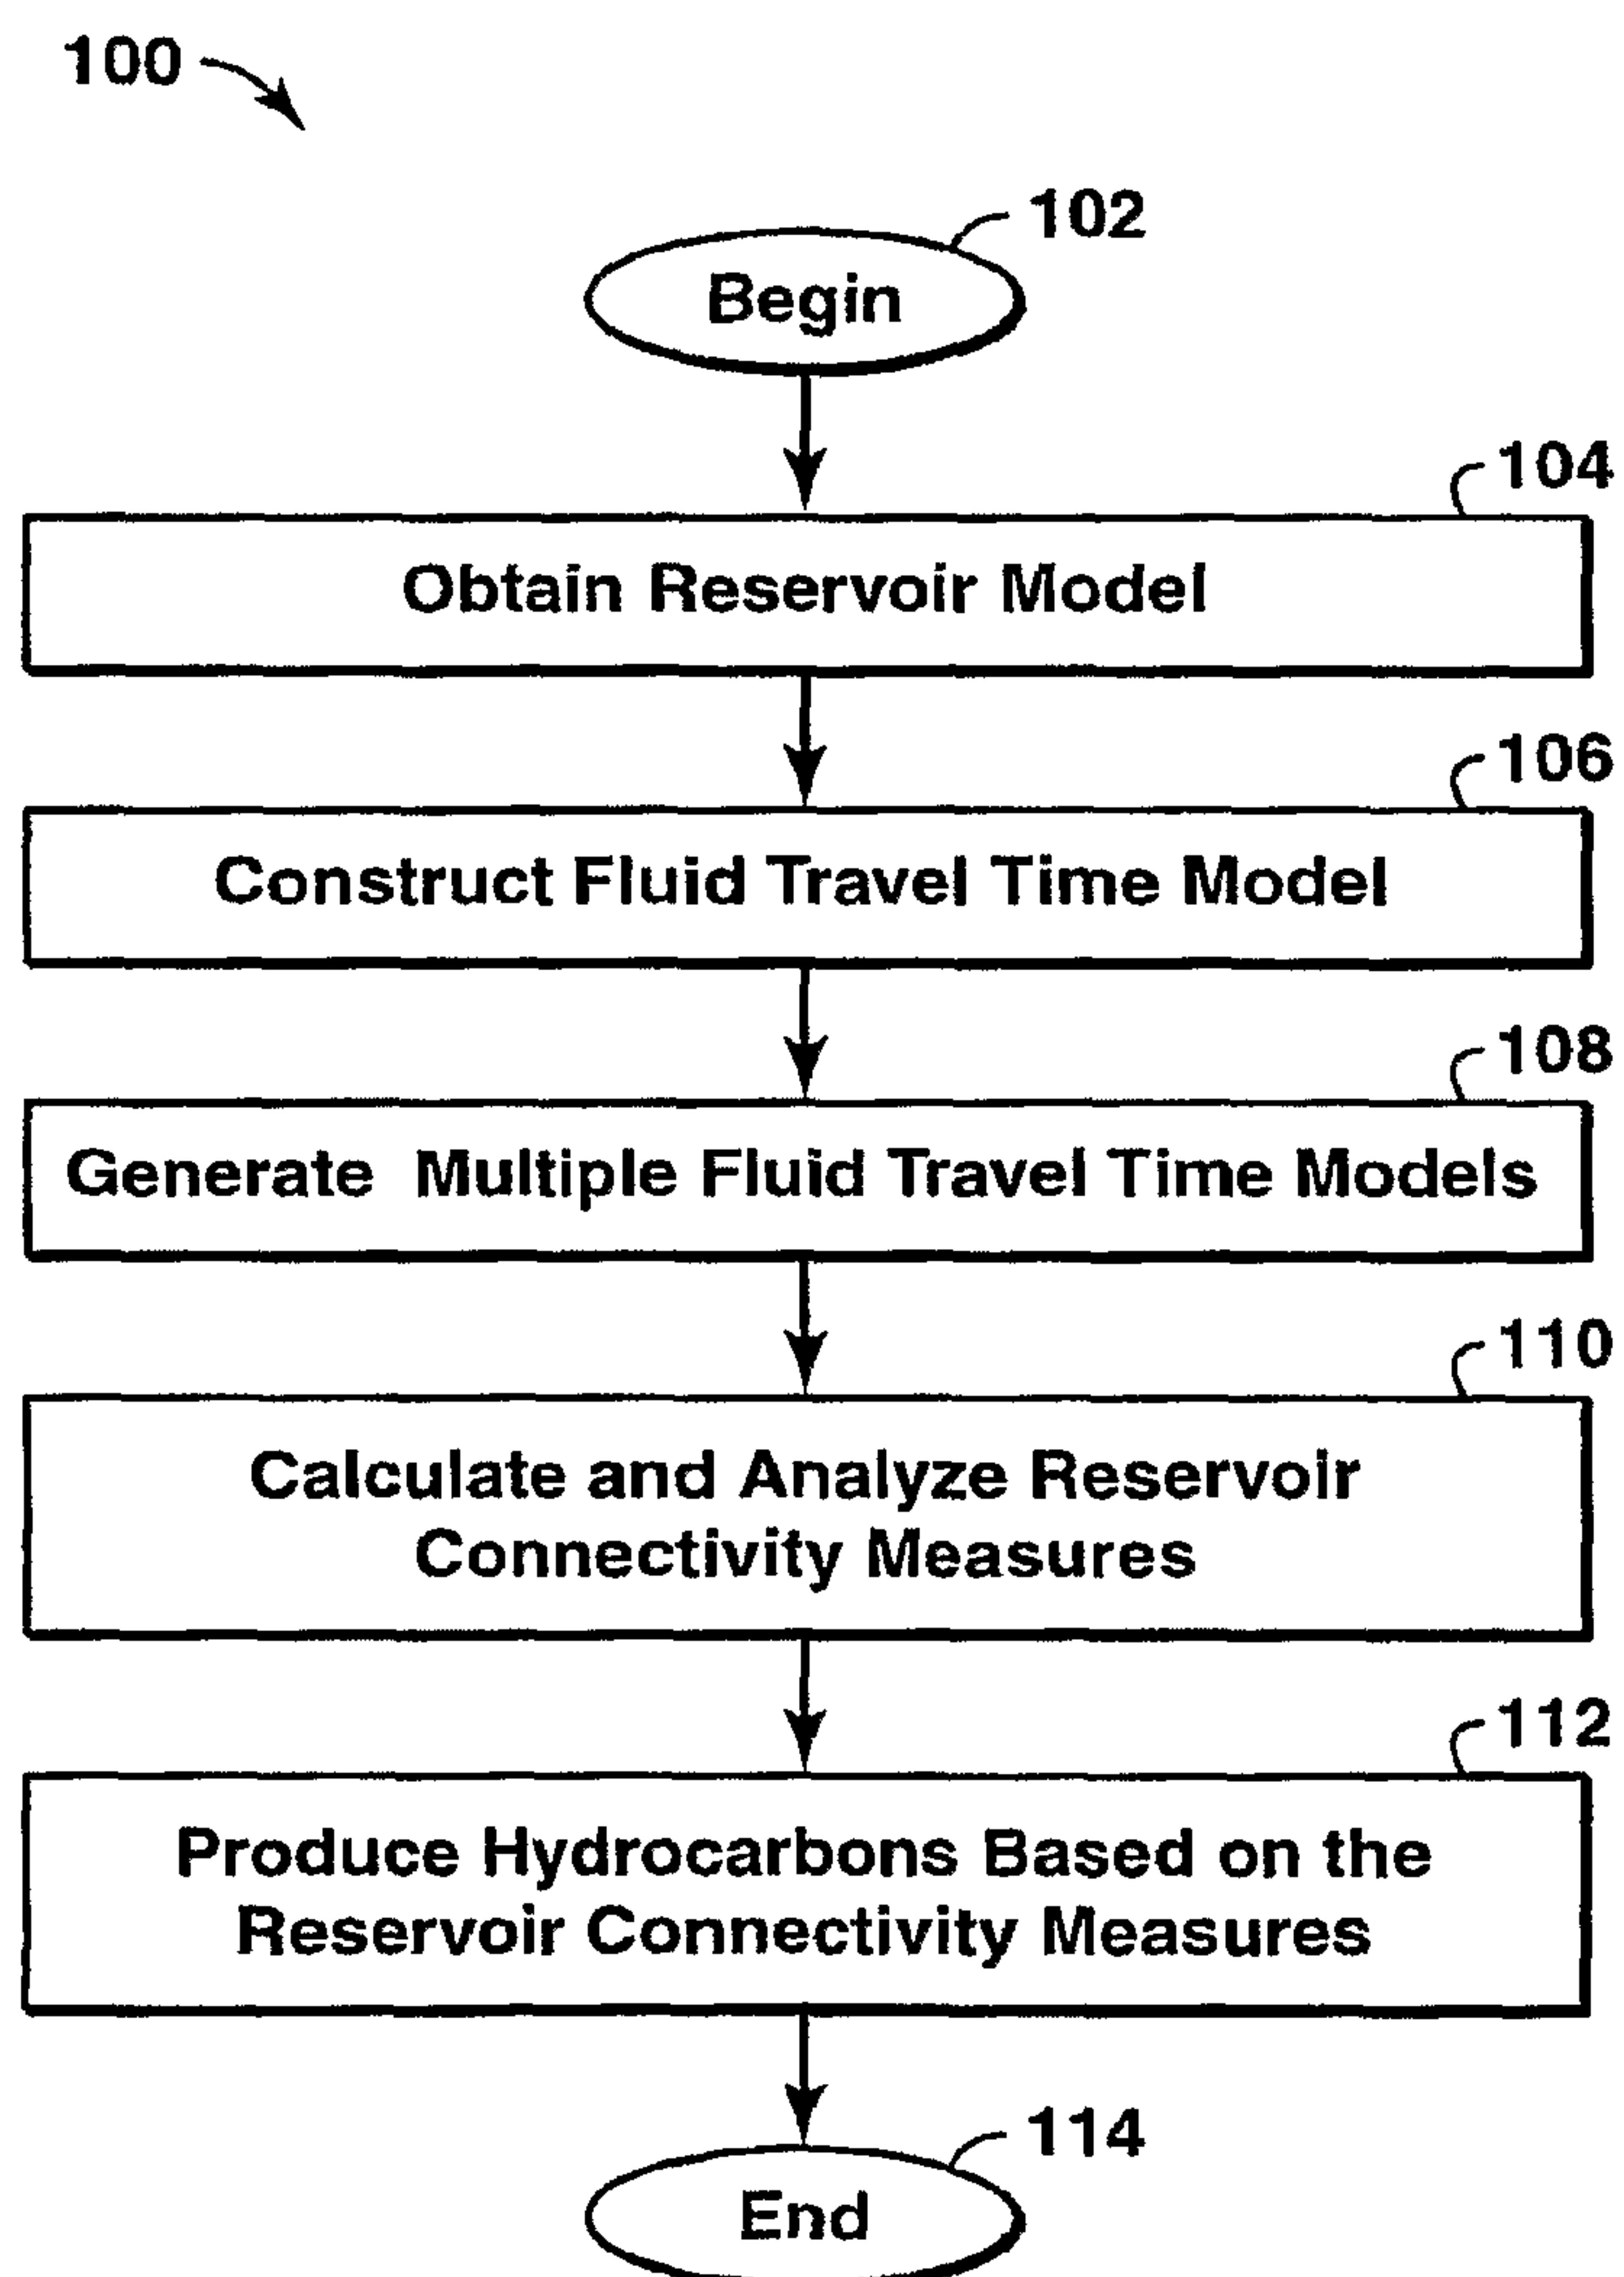 100
102
Begin
104
Obtain Reservoir Model
106
Construct Fluid Travel Time Model
108
Generate Multiple Fluid Travel Time Models
110
Calculate and Analyze Reservoir
Connectivity Measures
112
Produce Hydrocarbons Based on the
Reservoir Connectivity Measures
114
End